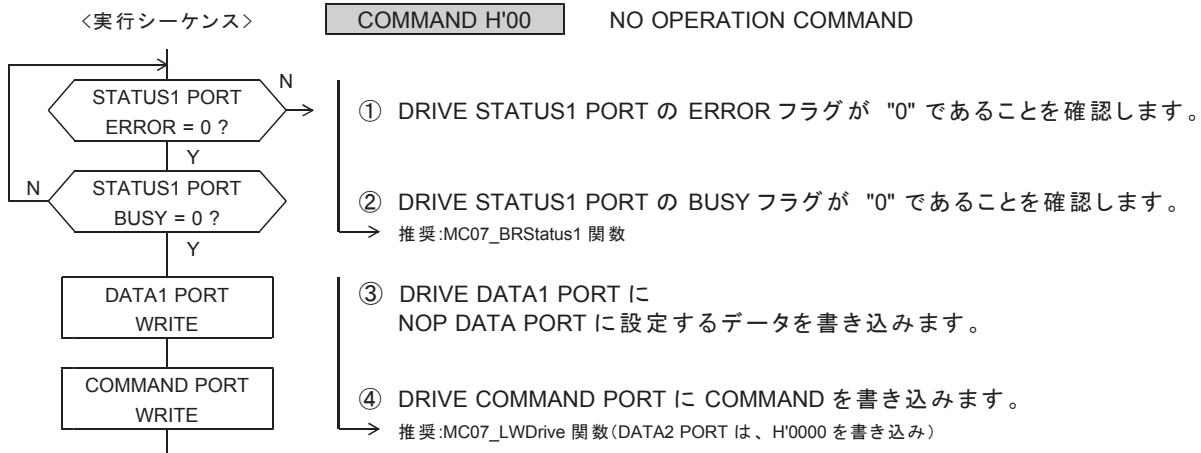 〈実行シーケンス〉
COMMAND H'00 NO OPERATION COMMAND
N
STATUS1 PORT
ERROR = 0 ?
① DRIVE STATUS1 PORT の ERROR フラグが "0" であることを確認します。
Y
N
STATUS1 PORT
BUSY = 0 ?
② DRIVE STATUS1 PORT の BUSY フラグが "0" であることを確認します。
推奨:MC07_BRStatus1 関数
Y
DATA1 PORT
WRITE
③ DRIVE DATA1 PORT に
NOP DATA PORT に設定するデータを書き込みます。
COMMAND PORT
WRITE
④ DRIVE COMMAND PORT に COMMAND を書き込みます。
推奨:MC07_LWDrive 関数(DATA2 PORT は、H'0000 を書き込み)